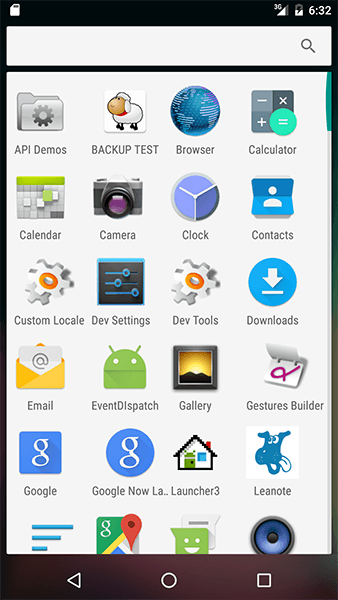 3G 6:32
API Demos BACKUP TEST Browser Calculator
Calendar Camera Clock Contacts
Custom Locale Dev Settings Dev Tools Downloads
Email EventDIspatch Gallery Gestures Builder
Google Google Now La.. Launcher3 Leanote